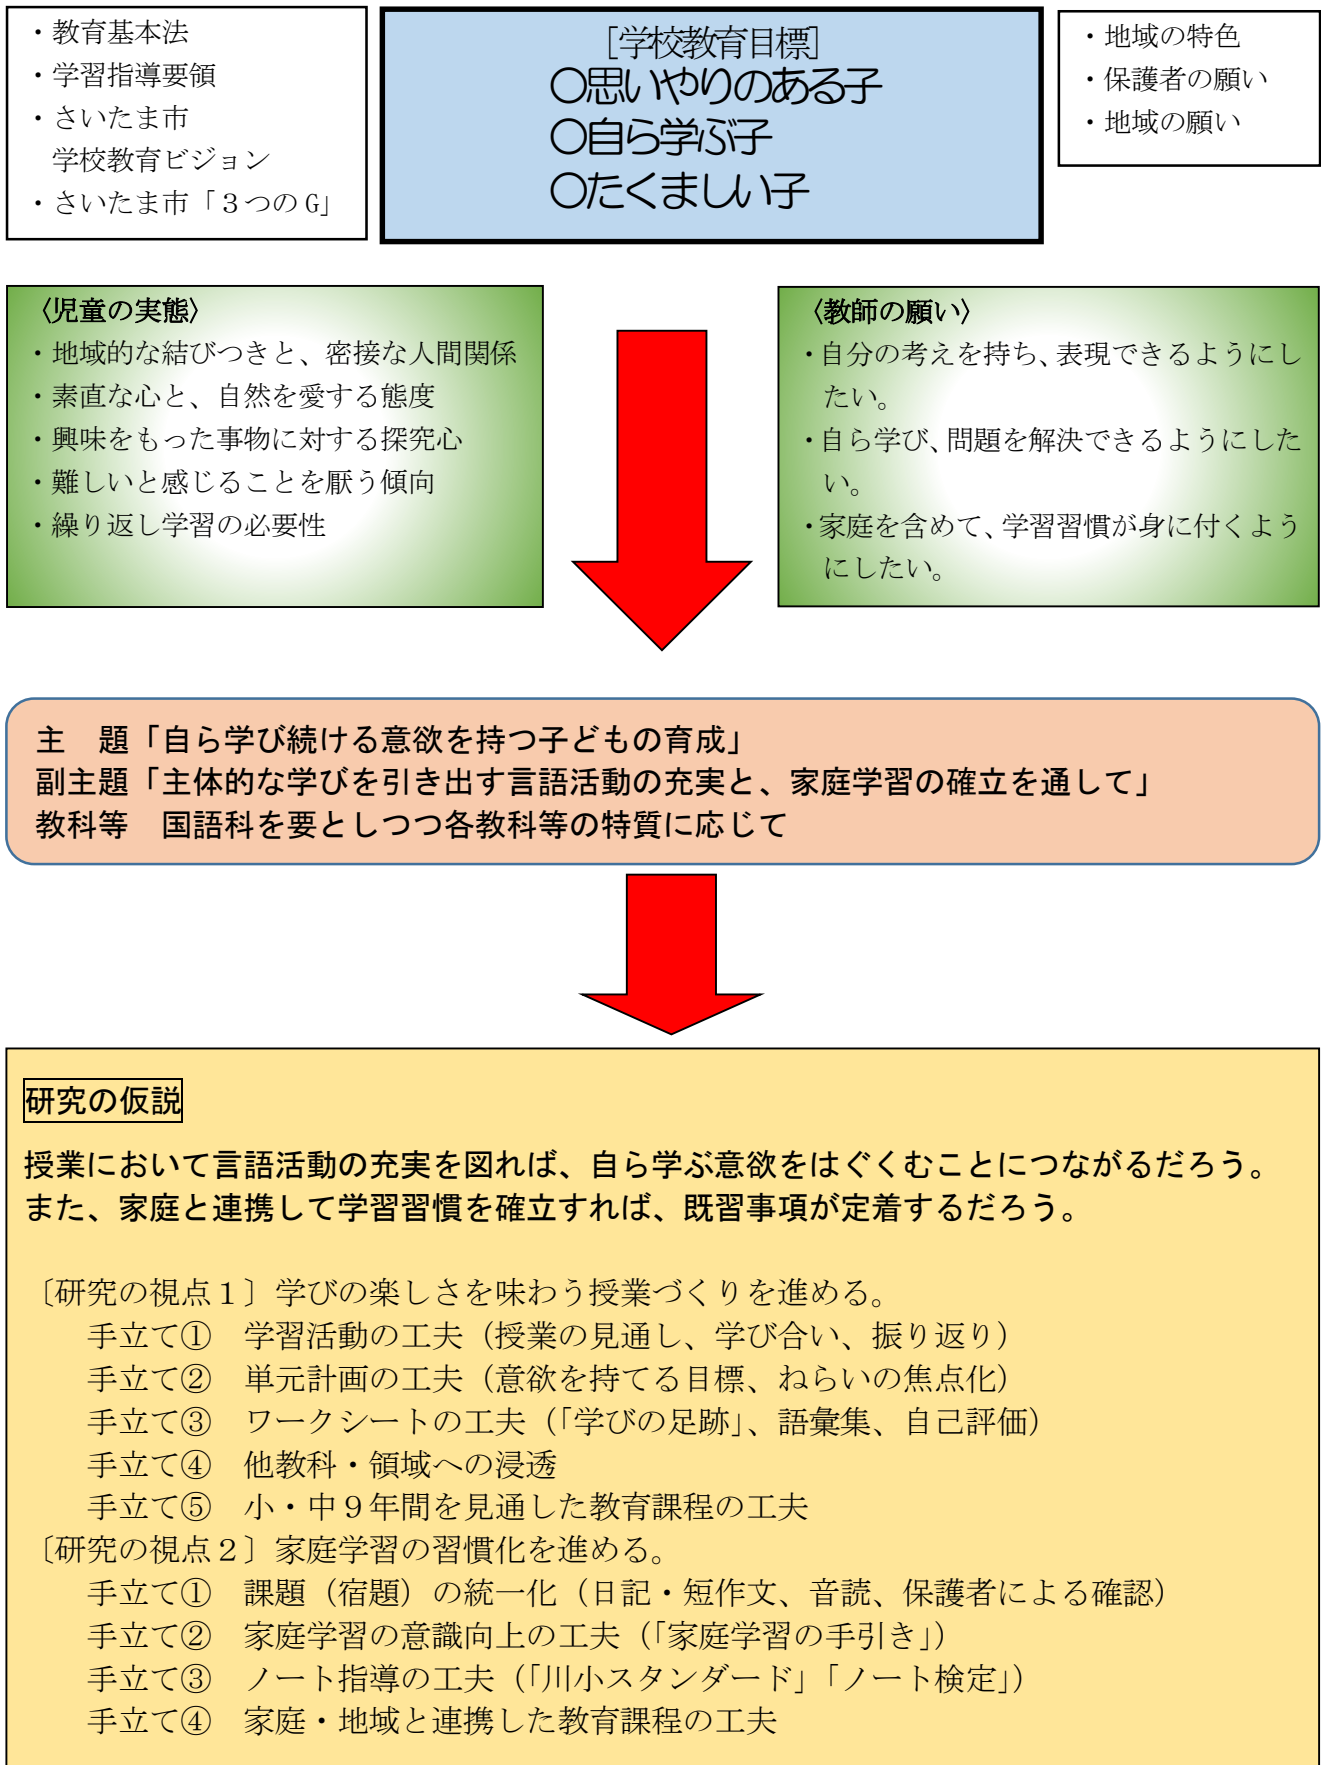 ・教育基本法
・学習指導要領
・さいたま市
学校教育ビジョン
・さいたま市「３つのG」
[学校教育目標]
○思いやりのある子
○自ら学ぶ子
○たくましい子
・地域の特色
・保護者の願い
・地域の願い
〈児童の実態〉
・地域的な結びつきと、密接な人間関係
・素直な心と、自然を愛する態度
・興味をもった事物に対する探究心
・難しいと感じることを厭う傾向
・繰り返し学習の必要性
〈教師の願い〉
・自分の考えを持ち、表現できるようにし
たい。
・自ら学び、問題を解決できるようにした
い。
・家庭を含めて、学習習慣が身に付くよう
にしたい。
主　題「自ら学び続ける意欲を持つ子どもの育成」
副主題「主体的な学びを引き出す言語活動の充実と、家庭学習の確立を通して」
教科等　国語科を要としつつ各教科等の特質に応じて
研究の仮説
授業において言語活動の充実を図れば、自ら学ぶ意欲をはぐくむことにつながるだろう。
また、家庭と連携して学習習慣を確立すれば、既習事項が定着するだろう。
〔研究の視点１〕学びの楽しさを味わう授業づくりを進める。
手立て①　学習活動の工夫（授業の見通し、学び合い、振り返り）
手立て②　単元計画の工夫（意欲を持てる目標、ねらいの焦点化）
手立て③　ワークシートの工夫（「学びの足跡」、語彙集、自己評価）
手立て④　他教科・領域への浸透
手立て⑤　小・中９年間を見通した教育課程の工夫
〔研究の視点２〕家庭学習の習慣化を進める。
手立て①　課題（宿題）の統一化（日記・短作文、音読、保護者による確認）
手立て②　家庭学習の意識向上の工夫（「家庭学習の手引き」）
手立て③　ノート指導の工夫（「川小スタンダード」「ノート検定」）
手立て④　家庭・地域と連携した教育課程の工夫